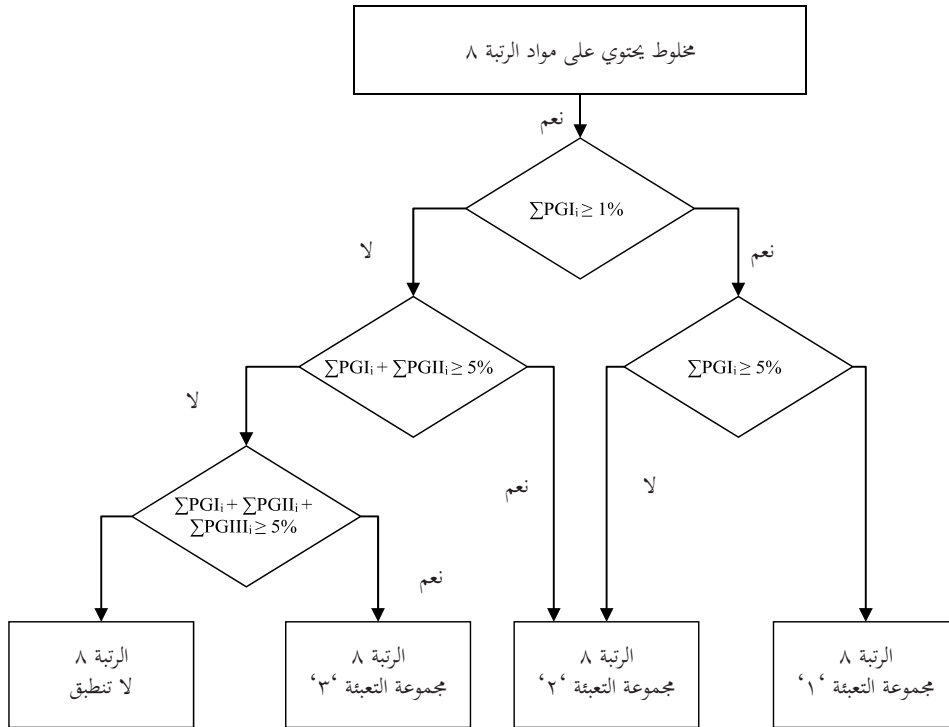 مخلوط يحتوي على مواد الرتبة ٨
نعم
∑PGIᵢ ≥ 1%
لا
نعم
∑PGIᵢ + ∑PGIIᵢ ≥ 5%
∑PGIᵢ ≥ 5%
لا
نعم
لا
∑PGIᵢ + ∑PGIIᵢ +
∑PGIIIᵢ ≥ 5%
نعم
الرتبة ٨
مجموعة التعبئة ‘١‘
الرتبة ٨
مجموعة التعبئة ‘٢‘
الرتبة ٨
مجموعة التعبئة ‘٣‘
الرتبة ٨
لا تنطبق